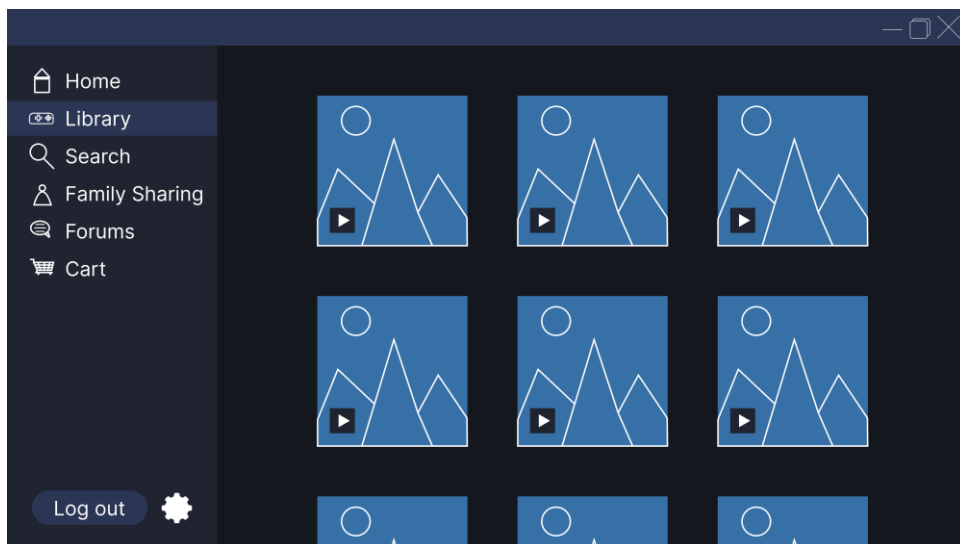 Home
Library
Search
Family Sharing
Forums
Cart
Log out